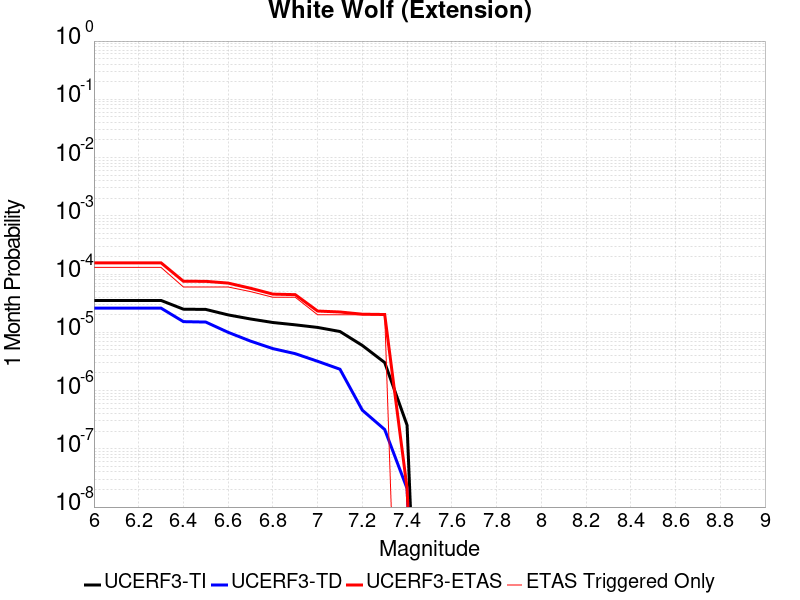 White Wolf (Extension)
10^0
10^-1
10^-2
10^-3
10^-4
10^-5
10^-6
10^-7
10^-8
1 Month Probability
6 6.2 6.4 6.6 6.8 7 7.2 7.4 7.6 7.8 8 8.2 8.4 8.6 8.8 9
Magnitude
UCERF3-TI UCERF3-TD UCERF3-ETAS ETAS Triggered Only